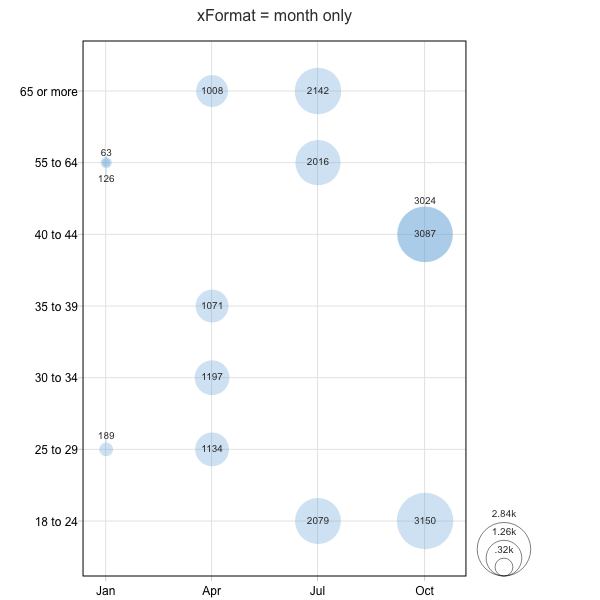 xFormat = month only
65 or more
1008
2142
63
55 to 64
2016
126
3024
40 to 44
3087
35 to 39
1071
30 to 34
1197
189
25 to 29
1134
2.84k
18 to 24
2079
3150
1.26k
.32k
Jan
Apr
Jul
Oct